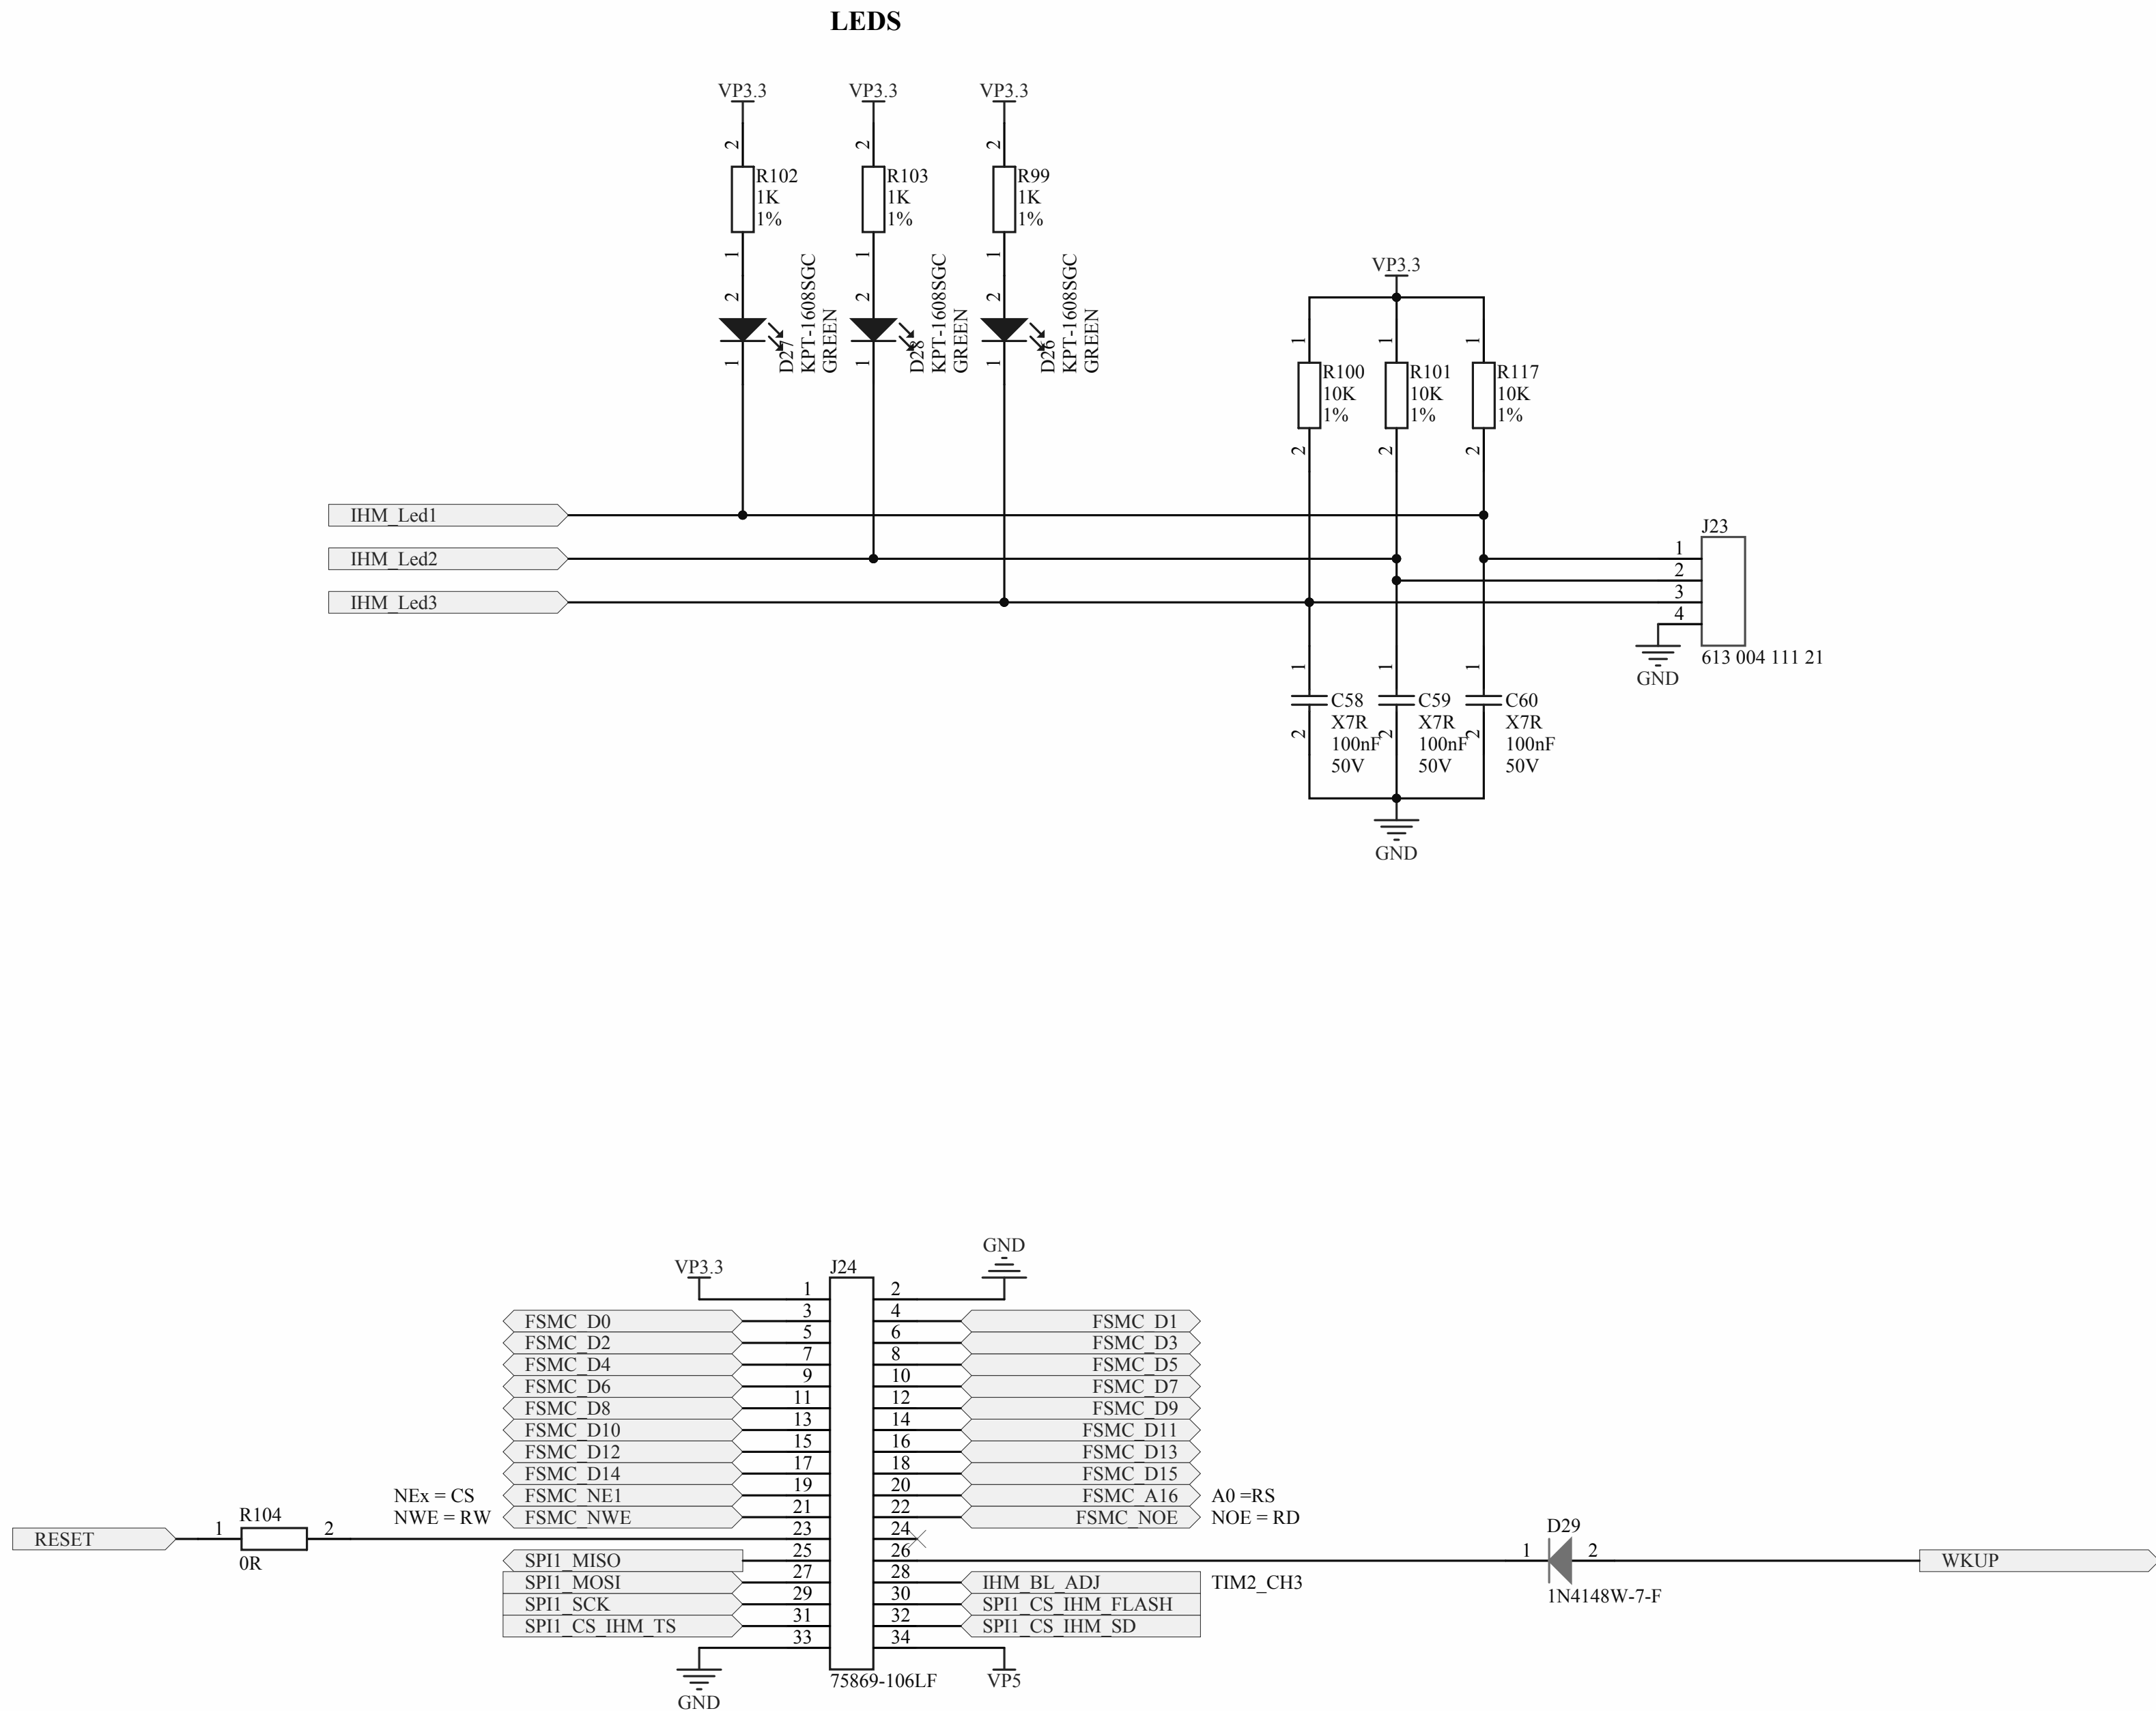 LEDS
VP3.3 VP3.3 VP3.3
2 2 2
R102 R103 R99
1K 1K 1K
1% 1% 1%
1 1 1
2 2 2
D27 KPT-1608SGC GREEN
D28 KPT-1608SGC GREEN
D26 KPT-1608SGC GREEN
1 1 1
VP3.3
1 1 1
R100 R101 R117
10K 10K 10K
1% 1% 1%
2 2 2
IHM_Led1
IHM_Led2
IHM_Led3
J23
1
2
3
4
613 004 111 21
GND
1 1 1
C58 C59 C60
X7R X7R X7R
2 100nF 2 100nF 2 100nF
50V 50V 50V
GND
GND
VP3.3 J24
1 2
FSMC_D0 3 4 FSMC_D1
FSMC_D2 5 6 FSMC_D3
FSMC_D4 7 8 FSMC_D5
FSMC_D6 9 10 FSMC_D7
FSMC_D8 11 12 FSMC_D9
FSMC_D10 13 14 FSMC_D11
FSMC_D12 15 16 FSMC_D13
FSMC_D14 17 18 FSMC_D15
NEx = CS FSMC_NE1 19 20 FSMC_A16 A0 =RS
NWE = RW FSMC_NWE 21 22 FSMC_NOE NOE = RD
RESET 1 R104 2 23 24
0R
SPI1_MISO 25 26 1 D29 2 WKUP
1N4148W-7-F
SPI1_MOSI 27 28 IHM_BL_ADJ TIM2_CH3
SPI1_SCK 29 30 SPI1_CS_IHM_FLASH
SPI1_CS_IHM_TS 31 32 SPI1_CS_IHM_SD
33 34
75869-106LF VP5
GND